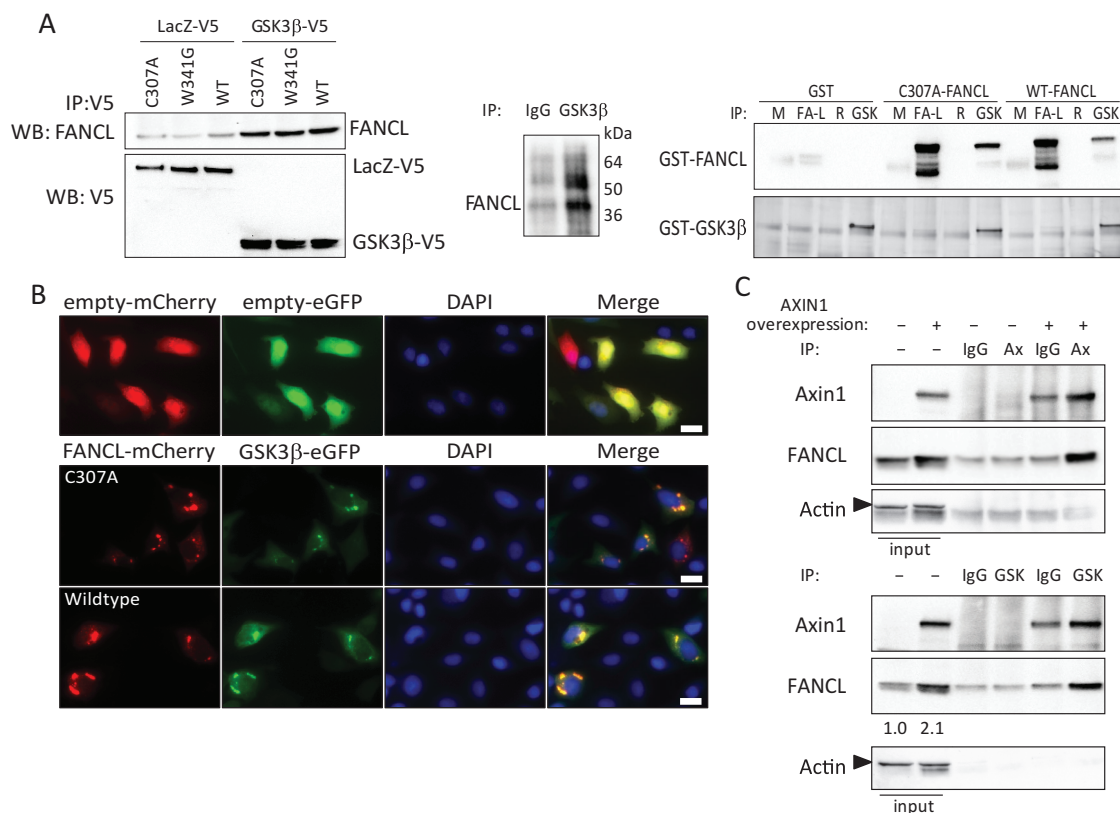 A
LacZ-V5 GSK3β-V5
C307A W341G WT C307A W341G WT
IP:V5
WB: FANCL FANCL
WB: V5 LacZ-V5
GSK3β-V5
IP: IgG GSK3β
kDa
64
50
FANCL 36
GST C307A-FANCL WT-FANCL
IP: M FA-L R GSK M FA-L R GSK M FA-L R GSK
GST-FANCL
GST-GSK3β
B
empty-mCherry empty-eGFP DAPI Merge
FANCL-mCherry GSK3β-eGFP DAPI Merge
C307A
Wildtype
C
AXIN1
overexpression: – + – – + +
IP: – – IgG Ax IgG Ax
Axin1
FANCL
Actin
input
IP: – – IgG GSK IgG GSK
Axin1
FANCL
1.0 2.1
Actin
input